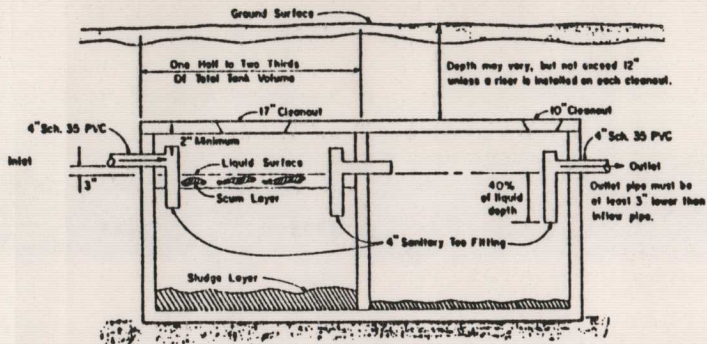 Ground Surface
One Half to Two Thirds
Of Total Tank Volume
Depth may vary, but not exceed 12"
unless a riser is installed on each cleanout.
17" Cleanout
10" Cleanout
4" Sch. 35 PVC
2" Minimum
4" Sch. 35 PVC
Inlet
Liquid Surface
Outlet
3"
Scum Layer
40%
of liquid
depth
Outlet pipe must be
at least 3" lower than
inflow pipe.
4" Sanitary Tee Fitting
Sludge Layer